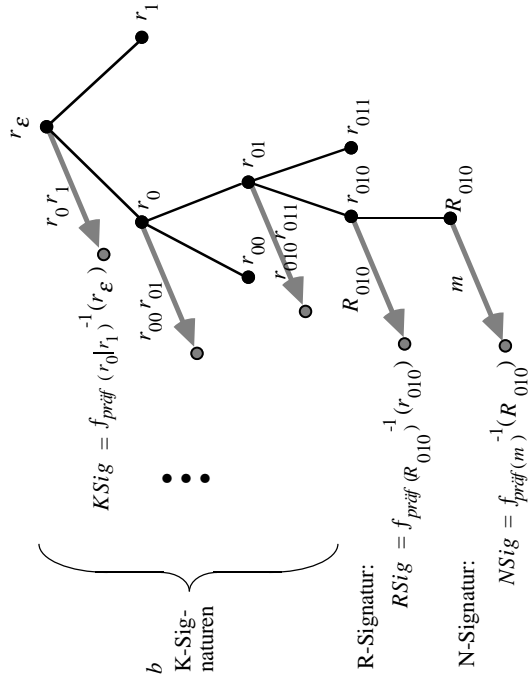 r_ε
r_1
r_0 r_1
KSig = f_präf (r_0|r_1)^-1 (r_ε)
r_0
r_00 r_01
r_00
r_01
r_010 r_011
b
K-Sig-
naturen
r_010
r_011
R_010
R-Signatur:
RSig = f_präf (R_010)^-1 (r_010)
R_010
m
N-Signatur:
NSig = f_präf(m)^-1 (R_010)